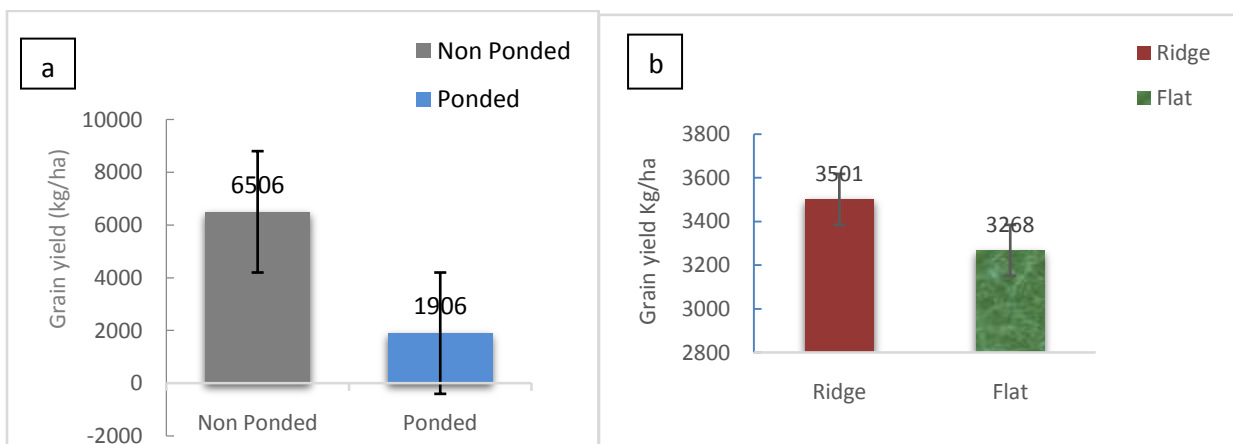 a
Non Ponded
Ponded
Grain yield (kg/ha)
10000
8000
6000
4000
2000
0
-2000
6506
1906
Non Ponded
Ponded
b
Ridge
Flat
Grain yield Kg/ha
3800
3600
3400
3200
3000
2800
3501
3268
Ridge
Flat